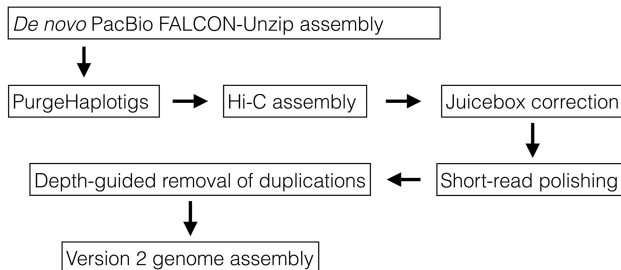 De novo PacBio FALCON-Unzip assembly
PurgeHaplotigs
Hi-C assembly
Juicebox correction
Short-read polishing
Depth-guided removal of duplications
Version 2 genome assembly